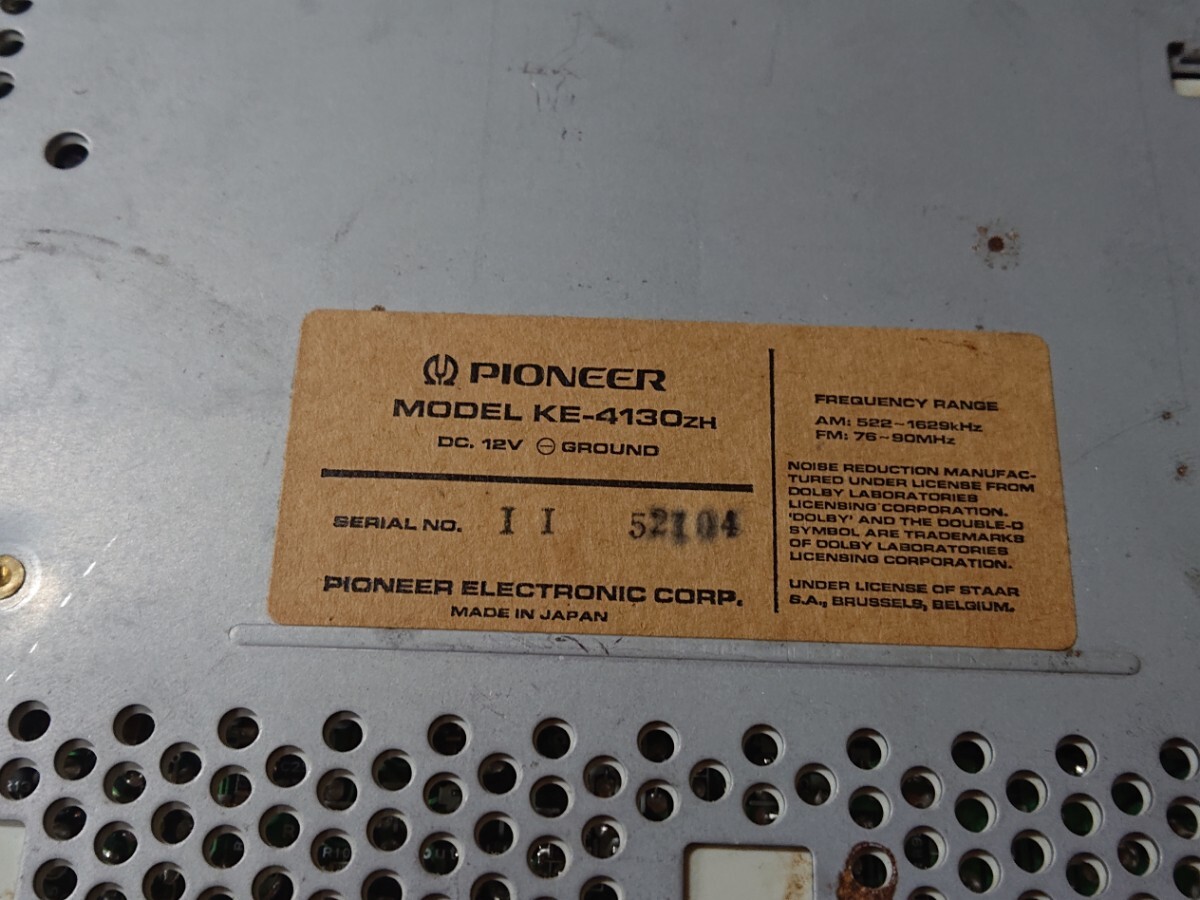 PIONEER
MODEL KE-4130ZH
DC. 12V ⊖ GROUND
SERIAL NO. II 52104
PIONEER ELECTRONIC CORP.
MADE IN JAPAN
FREQUENCY RANGE
AM: 522~1629kHz
FM: 76~90MHz
NOISE REDUCTION MANUFAC-
TURED UNDER LICENSE FROM
DOLBY LABORATORIES
LICENSING CORPORATION.
'DOLBY' AND THE DOUBLE-D
SYMBOL ARE TRADEMARKS
OF DOLBY LABORATORIES
LICENSING CORPORATION.
UNDER LICENSE OF STAAR
S.A., BRUSSELS, BELGIUM.